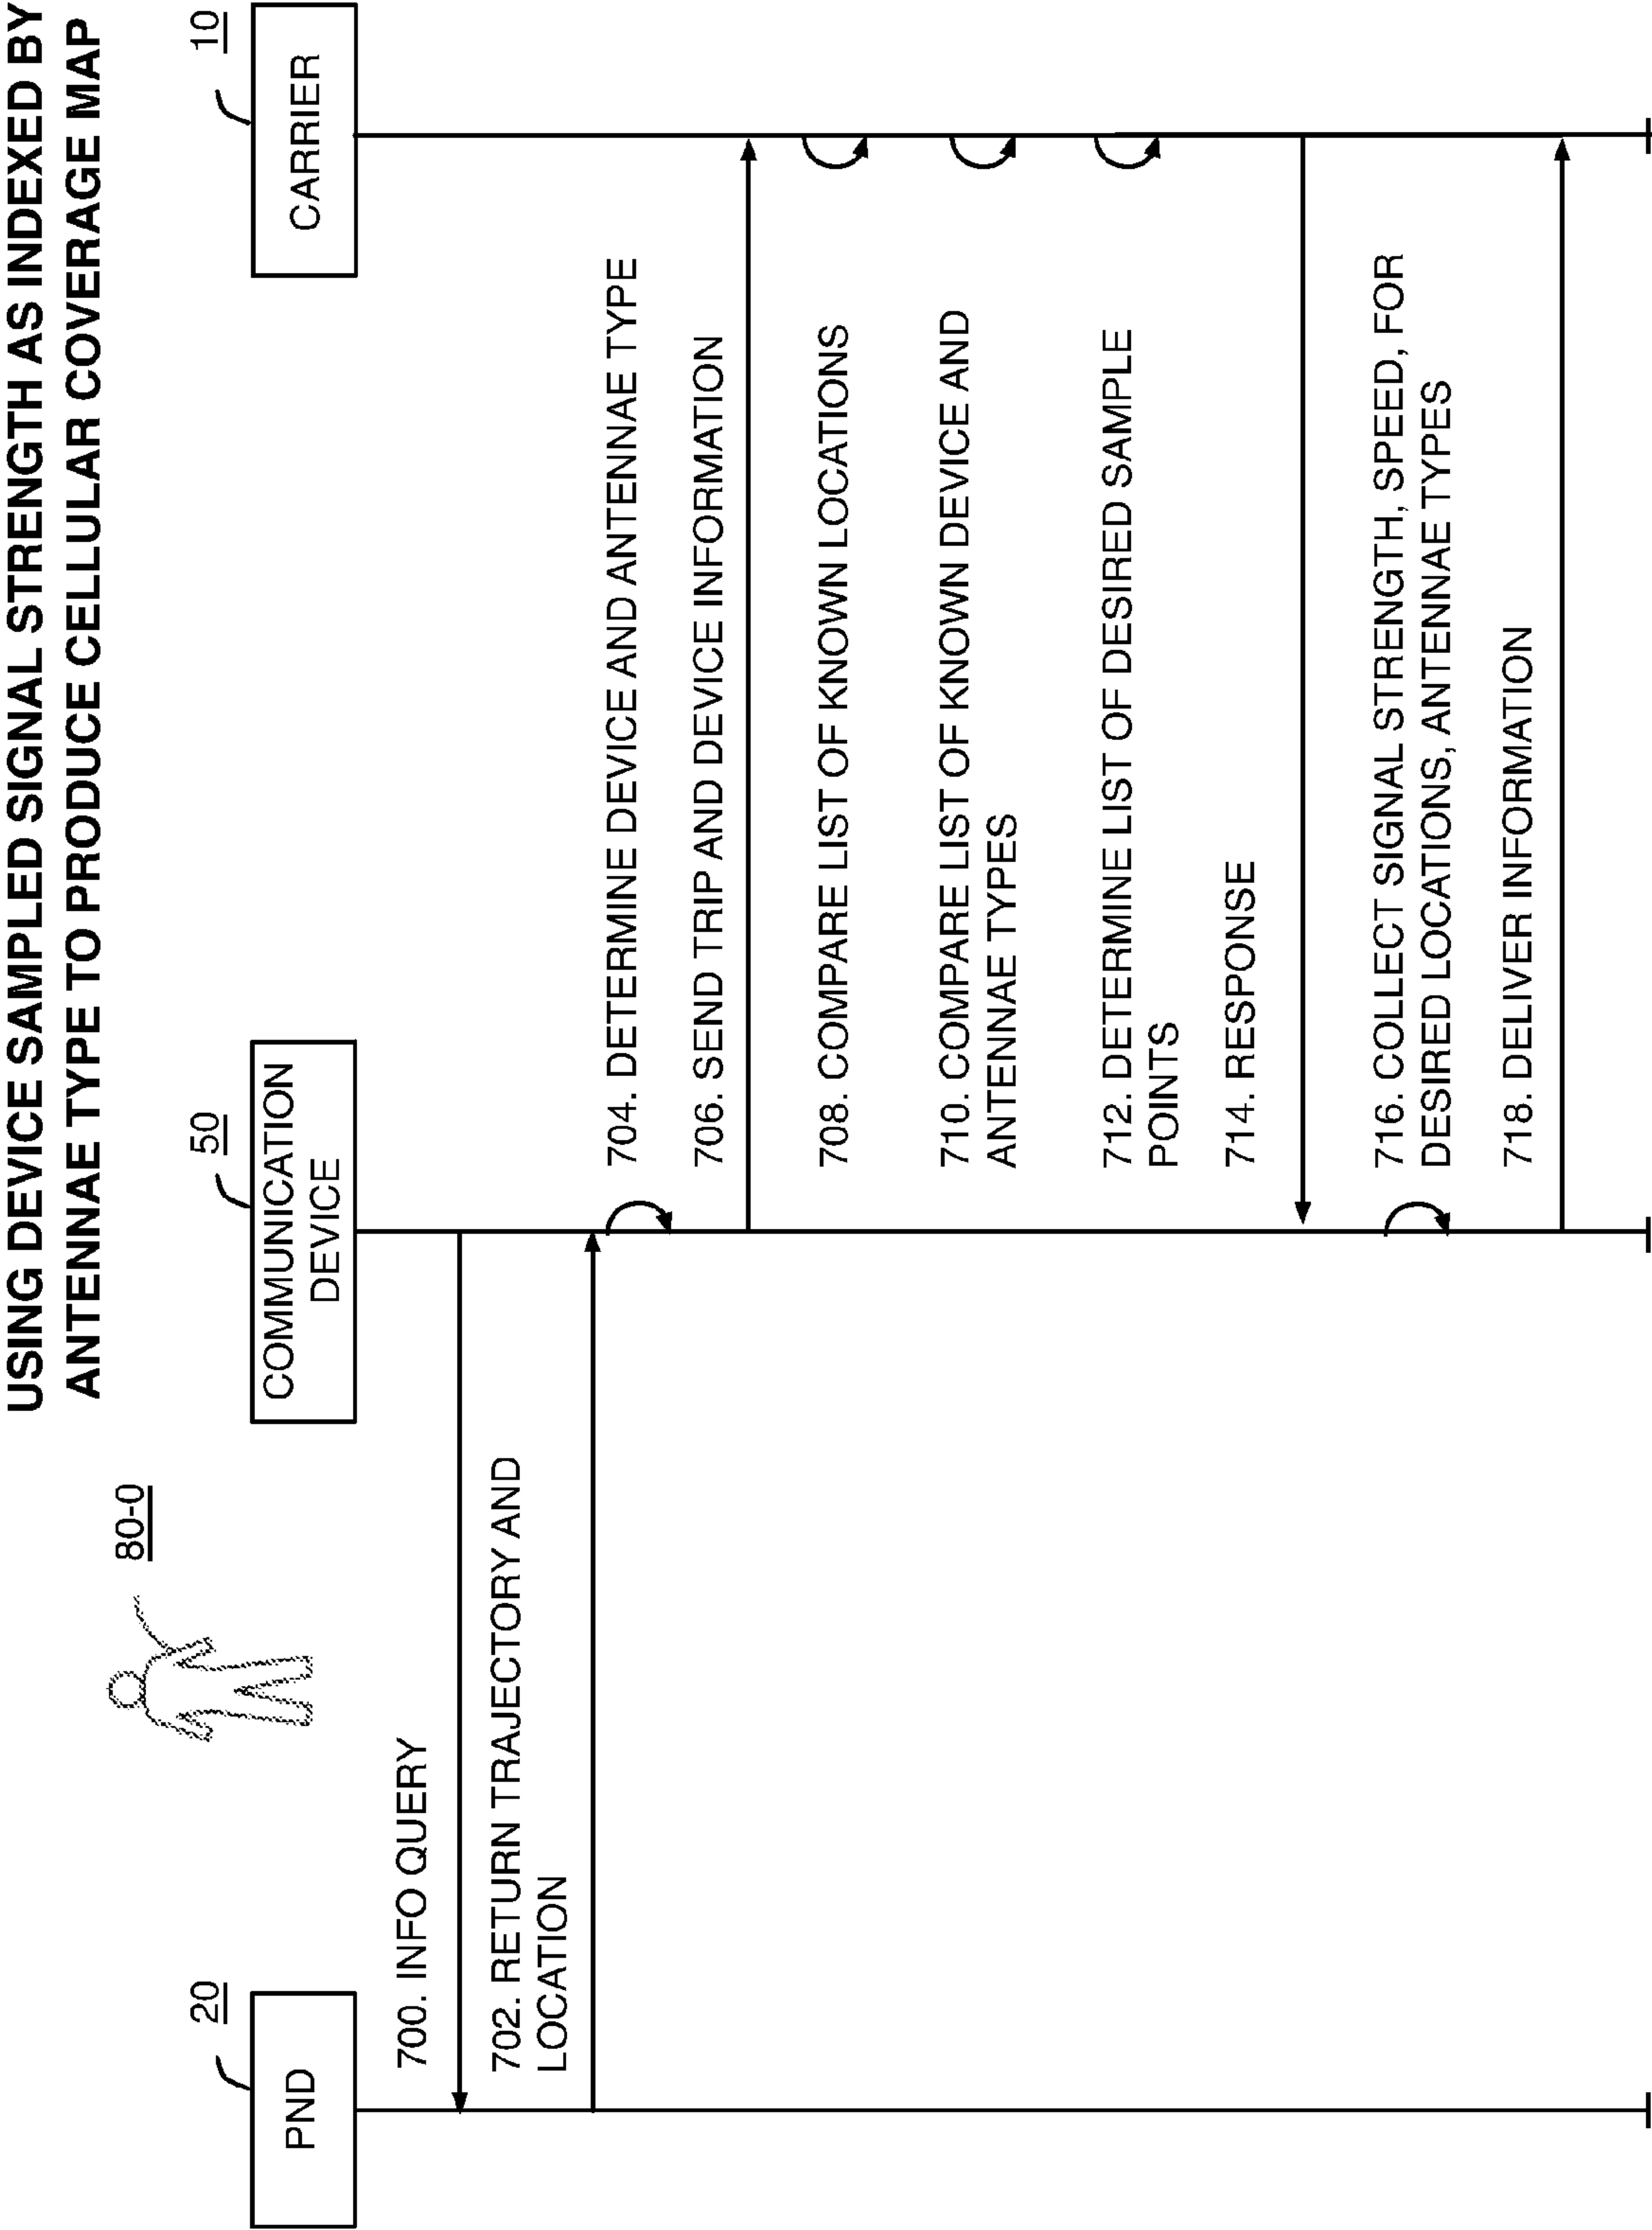 USING DEVICE SAMPLED SIGNAL STRENGTH AS INDEXED BY
ANTENNAE TYPE TO PRODUCE CELLULAR COVERAGE MAP
80-0
20
50
10
PND
COMMUNICATION
DEVICE
CARRIER
700. INFO QUERY
702. RETURN TRAJECTORY AND
LOCATION
704. DETERMINE DEVICE AND ANTENNAE TYPE
706. SEND TRIP AND DEVICE INFORMATION
708. COMPARE LIST OF KNOWN LOCATIONS
710. COMPARE LIST OF KNOWN DEVICE AND
ANTENNAE TYPES
712. DETERMINE LIST OF DESIRED SAMPLE
POINTS
714. RESPONSE
716. COLLECT SIGNAL STRENGTH, SPEED, FOR
DESIRED LOCATIONS, ANTENNAE TYPES
718. DELIVER INFORMATION